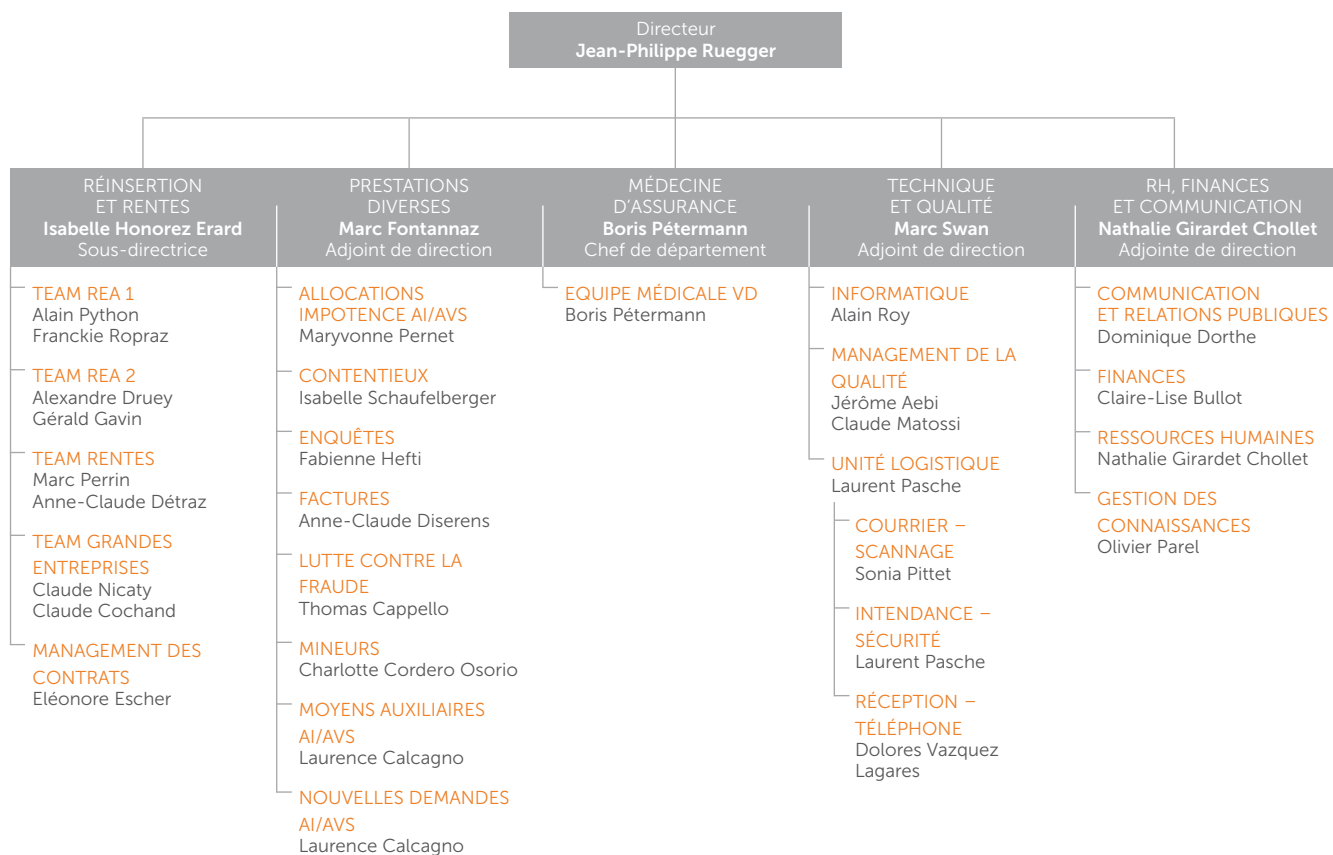 Directeur
Jean-Philippe Ruegger
RÉINSERTION
ET RENTES
Isabelle Honorez Erard
Sous-directrice
PRESTATIONS
DIVERSES
Marc Fontannaz
Adjoint de direction
MÉDECINE
D'ASSURANCE
Boris Pétermann
Chef de département
TECHNIQUE
ET QUALITÉ
Marc Swan
Adjoint de direction
RH, FINANCES
ET COMMUNICATION
Nathalie Girardet Chollet
Adjointe de direction
TEAM REA 1
Alain Python
Franckie Ropraz
TEAM REA 2
Alexandre Druey
Gérald Gavin
TEAM RENTES
Marc Perrin
Anne-Claude Détraz
TEAM GRANDES
ENTREPRISES
Claude Nicaty
Claude Cochand
MANAGEMENT DES
CONTRATS
Eléonore Escher
ALLOCATIONS
IMPOTENCE AI/AVS
Maryvonne Pernet
CONTENTIEUX
Isabelle Schaufelberger
ENQUÊTES
Fabienne Hefti
FACTURES
Anne-Claude Diserens
LUTTE CONTRE LA
FRAUDE
Thomas Cappello
MINEURS
Charlotte Cordero Osorio
MOYENS AUXILIAIRES
AI/AVS
Laurence Calcagno
NOUVELLES DEMANDES
AI/AVS
Laurence Calcagno
EQUIPE MÉDICALE VD
Boris Pétermann
INFORMATIQUE
Alain Roy
MANAGEMENT DE LA
QUALITÉ
Jérôme Aebi
Claude Matossi
UNITÉ LOGISTIQUE
Laurent Pasche
COURRIER –
SCANNAGE
Sonia Pittet
INTENDANCE –
SÉCURITÉ
Laurent Pasche
RÉCEPTION –
TÉLÉPHONE
Dolores Vazquez
Lagares
COMMUNICATION
ET RELATIONS PUBLIQUES
Dominique Dorthe
FINANCES
Claire-Lise Bullot
RESSOURCES HUMAINES
Nathalie Girardet Chollet
GESTION DES
CONNAISSANCES
Olivier Parel